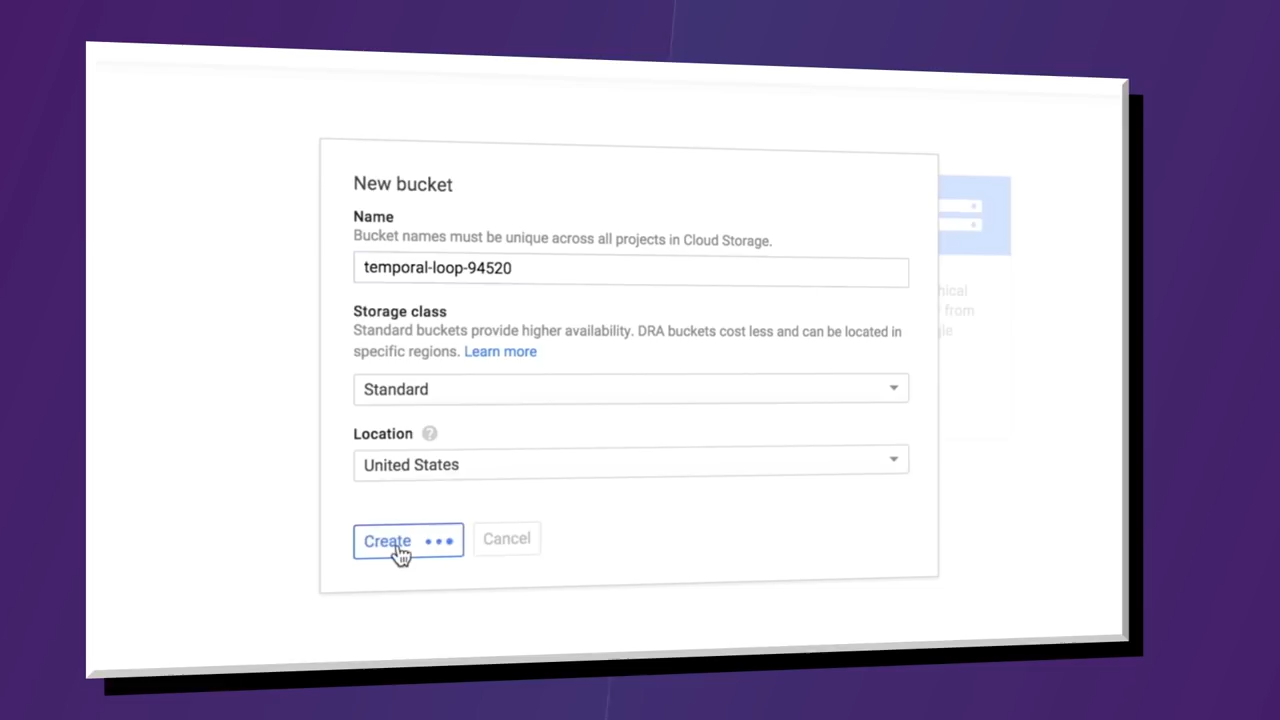 New bucket
Name
Bucket names must be unique across all projects in Cloud Storage.
temporal-loop-94520
Storage class
Standard buckets provide higher availability. DRA buckets cost less and can be located in
specific regions. Learn more
Standard
Location ?
United States
Create
Cancel
from